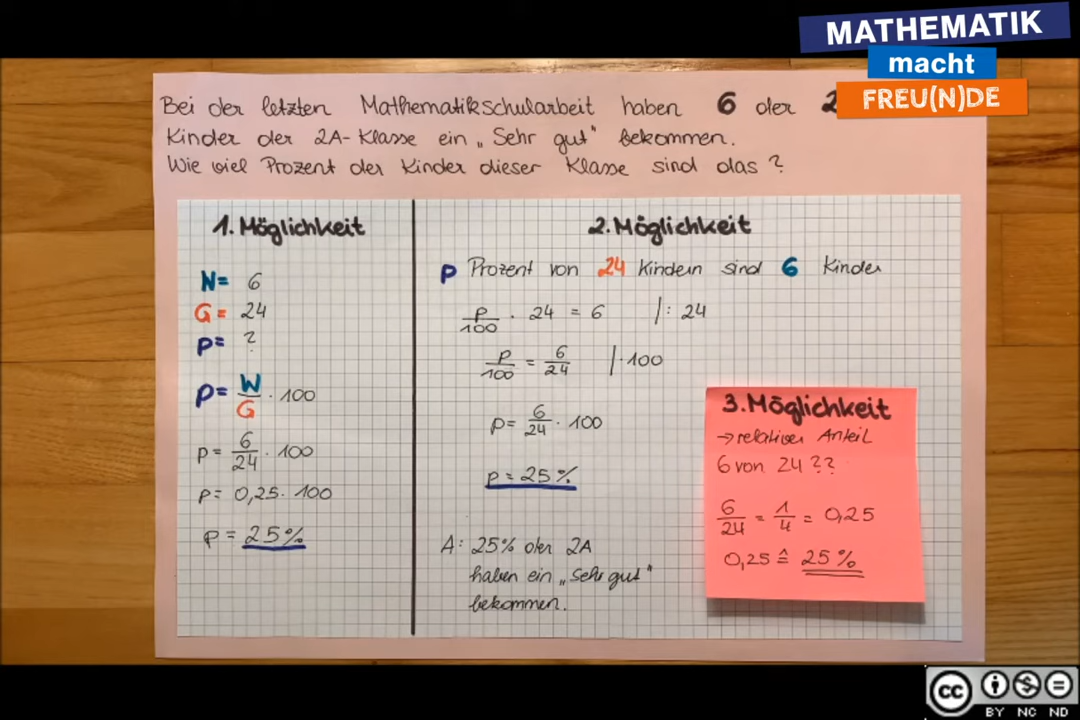 MATHEMATIK
macht
FREU(N)DE
Bei der letzten Mathematikschularbeit haben 6 der 2
Kinder der 2A-Klasse ein „Sehr gut" bekommen.
Wie viel Prozent der Kinder dieser Klasse sind das?
1. Möglichkeit
W= 6
G= 24
p= ?
p= W/G · 100
p= 6/24 · 100
p= 0,25 · 100
p= 25%
2. Möglichkeit
p Prozent von 24 Kindern sind 6 Kinder
p/100 · 24 = 6 |: 24
p/100 = 6/24 |· 100
p= 6/24 · 100
p= 25%
A: 25% der 2A
haben ein „Sehr gut"
bekommen.
3. Möglichkeit
→ relativer Anteil
6 von 24??
6/24 = 1/4 = 0,25
0,25 ≙ 25%
cc
BY NC ND